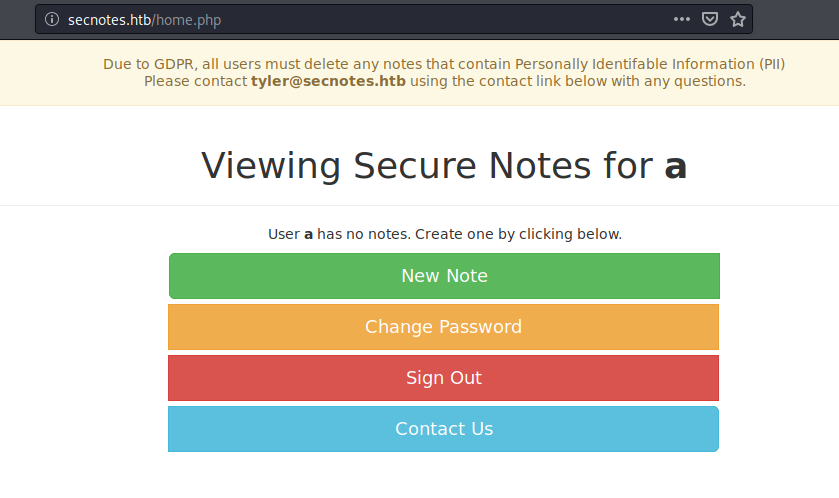 secnotes.htb/home.php
Due to GDPR, all users must delete any notes that contain Personally Identifable Information (PII)
Please contact tyler@secnotes.htb using the contact link below with any questions.
Viewing Secure Notes for a
User a has no notes. Create one by clicking below.
New Note
Change Password
Sign Out
Contact Us